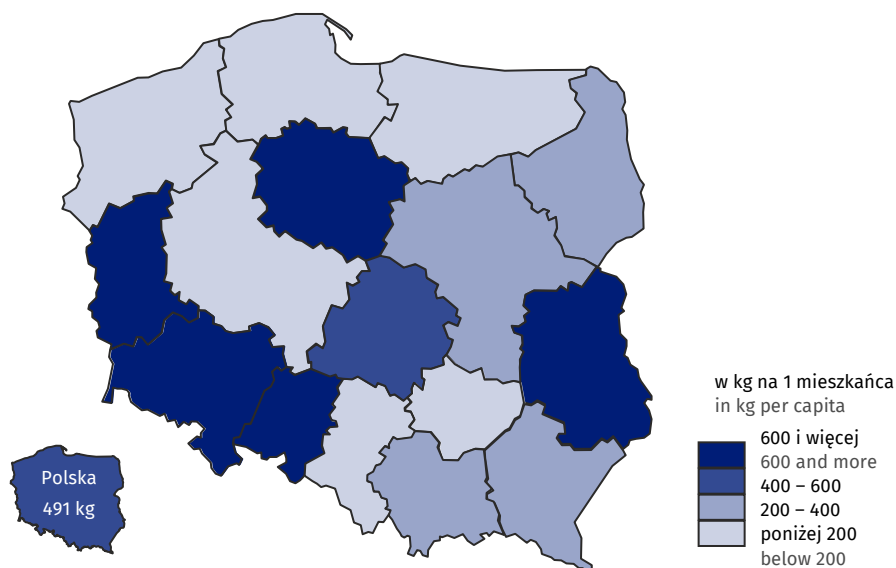 w kg na 1 mieszkańca
in kg per capita
600 i więcej
600 and more
400 – 600
200 – 400
poniżej 200
below 200
Polska
491 kg